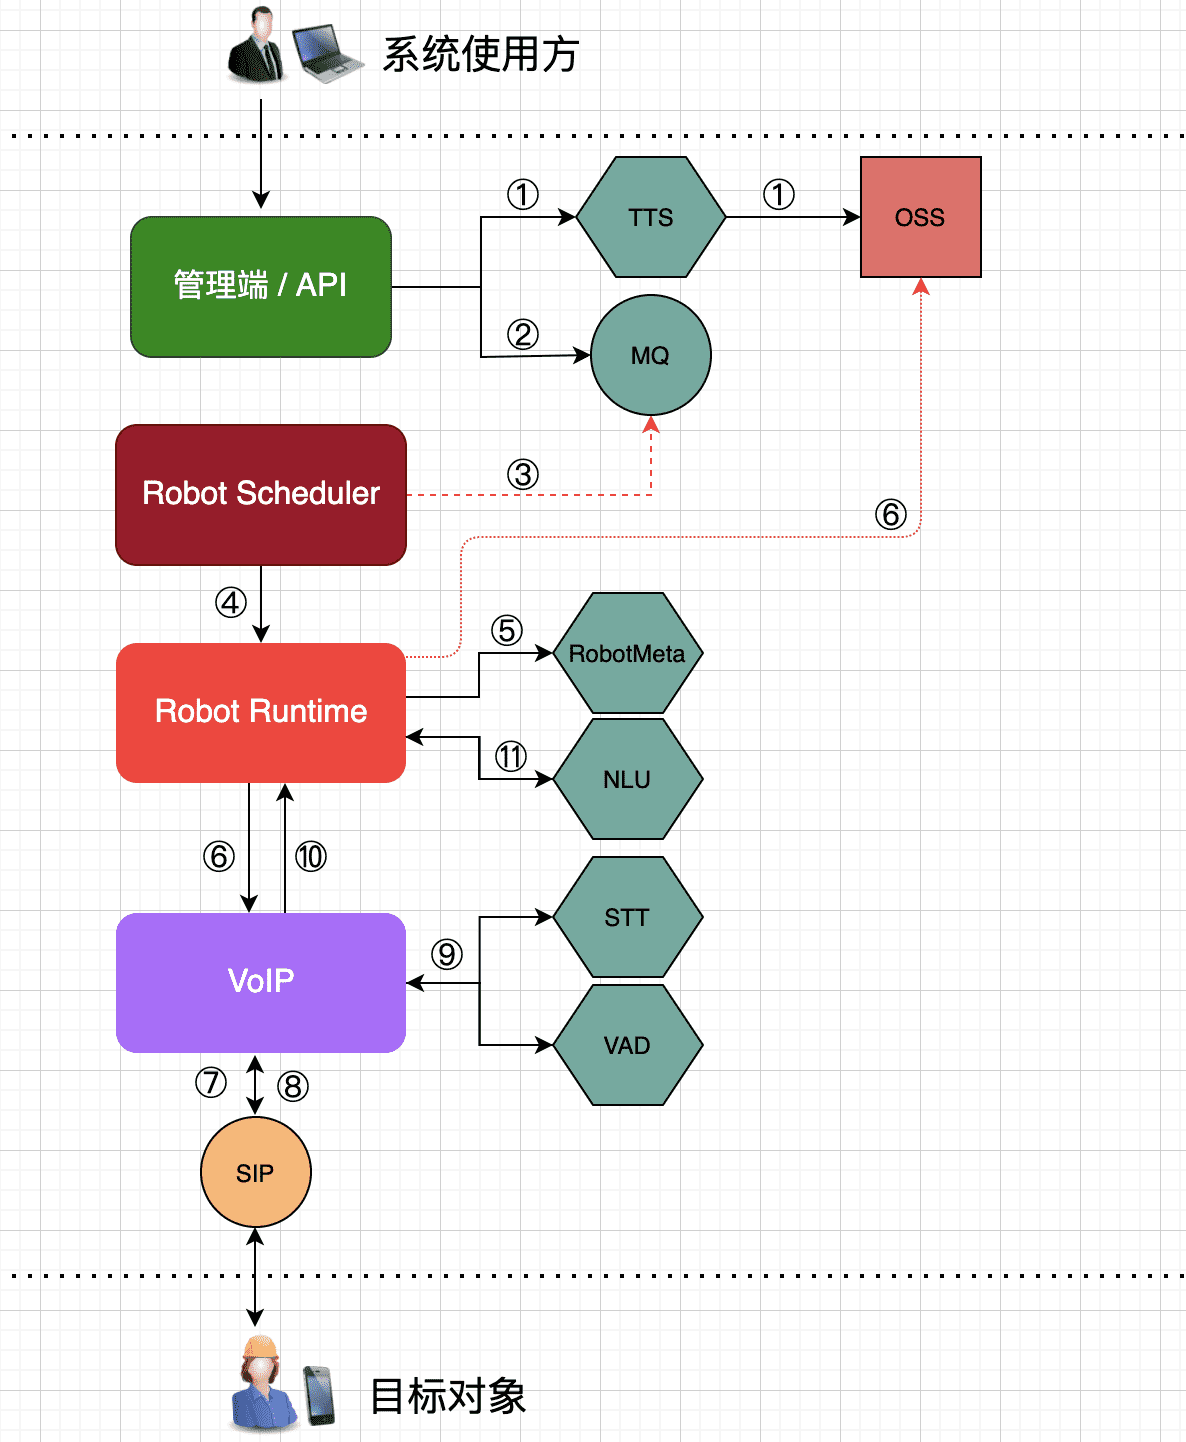 系统使用方
①
TTS
①
OSS
管理端 / API
②
MQ
Robot Scheduler
③
⑥
④
⑤
RobotMeta
Robot Runtime
⑪
NLU
⑥
⑩
STT
⑨
VoIP
VAD
⑦
⑧
SIP
目标对象